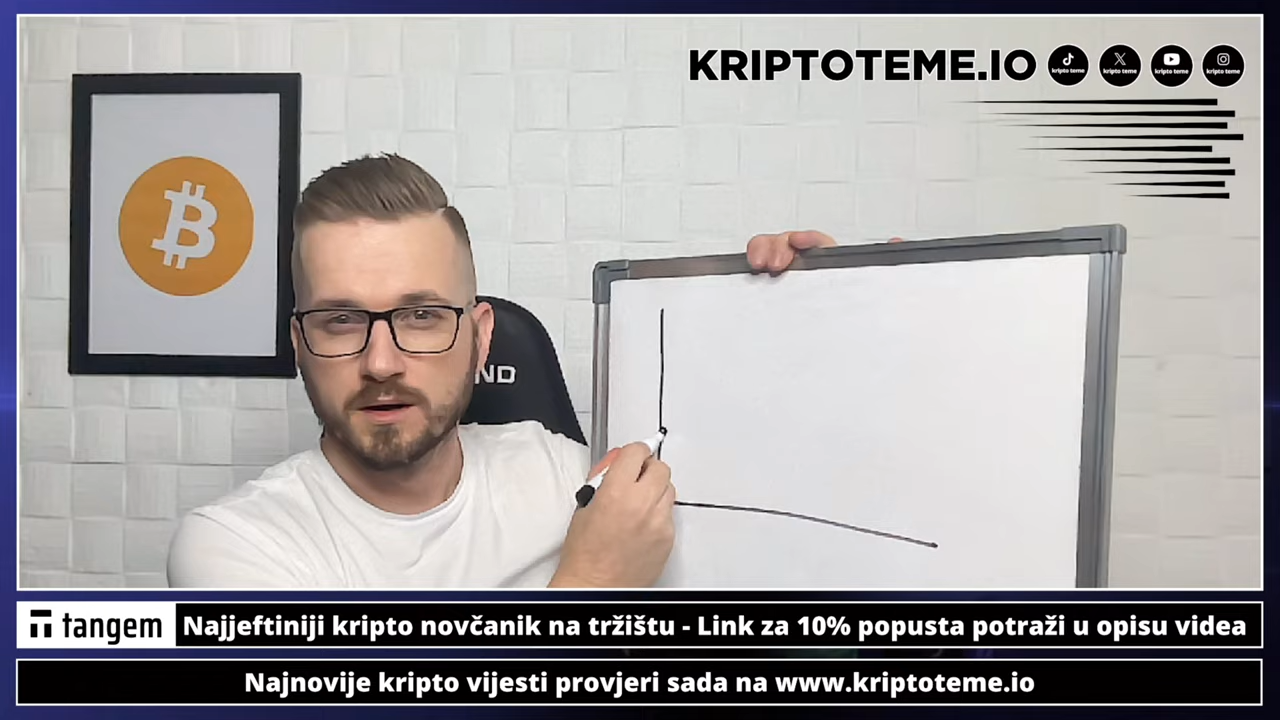 KRIPTOTEME.IO
kripto teme kripto teme kripto teme kripto teme
ND
tangem Najjeftiniji kripto novčanik na tržištu - Link za 10% popusta potraži u opisu videa
Najnovije kripto vijesti provjeri sada na www.kriptoteme.io